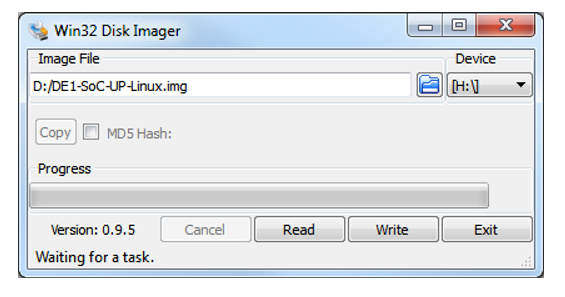 Win32 Disk Imager
Image File
Device
D:/DE1-SoC-UP-Linux.img
[H:\]
Copy
MD5 Hash:
Progress
Version: 0.9.5
Cancel
Read
Write
Exit
Waiting for a task.